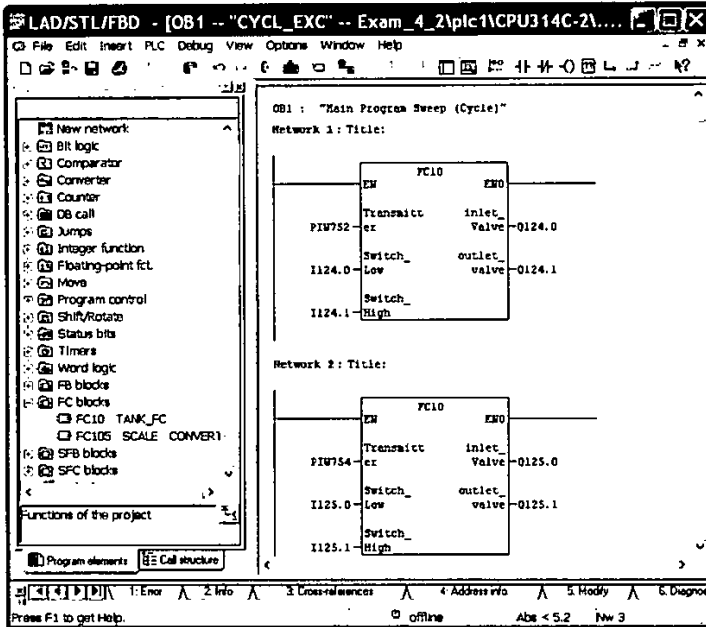 LAD/STL/FBD - [OB1 -- "CYCL_EXC" -- Exam_4_2\plc1\CPU314C-2\....
File Edit Insert PLC Debug View Options Window Help
New network
Bit logic
Comparator
Converter
Counter
DB call
Jumps
Integer function
Floating-point fct.
Move
Program control
Shift/Rotate
Status bits
Timers
Word logic
FB blocks
FC blocks
FC10 TANK_FC
FC105 SCALE CONVERT
SFB blocks
SFC blocks
Functions of the project
Program elements Call structure
OB1 : "Main Program Sweep (Cycle)"
Network 1: Title:
FC10
EN ENO
Transmitt inlet_
PIW752 er Valve Q124.0
Switch_ outlet_
I124.0 Low valve Q124.1
Switch_
I124.1 High
Network 2: Title:
FC10
EN ENO
Transmitt inlet_
PIW754 er Valve Q125.0
Switch_ outlet_
I125.0 Low valve Q125.1
Switch_
I125.1 High
1: Error 2: Info 3: Cross-references 4: Address info 5: Modify 6: Diagno
Press F1 to get Help. offline Abs < 5.2 Nw 3